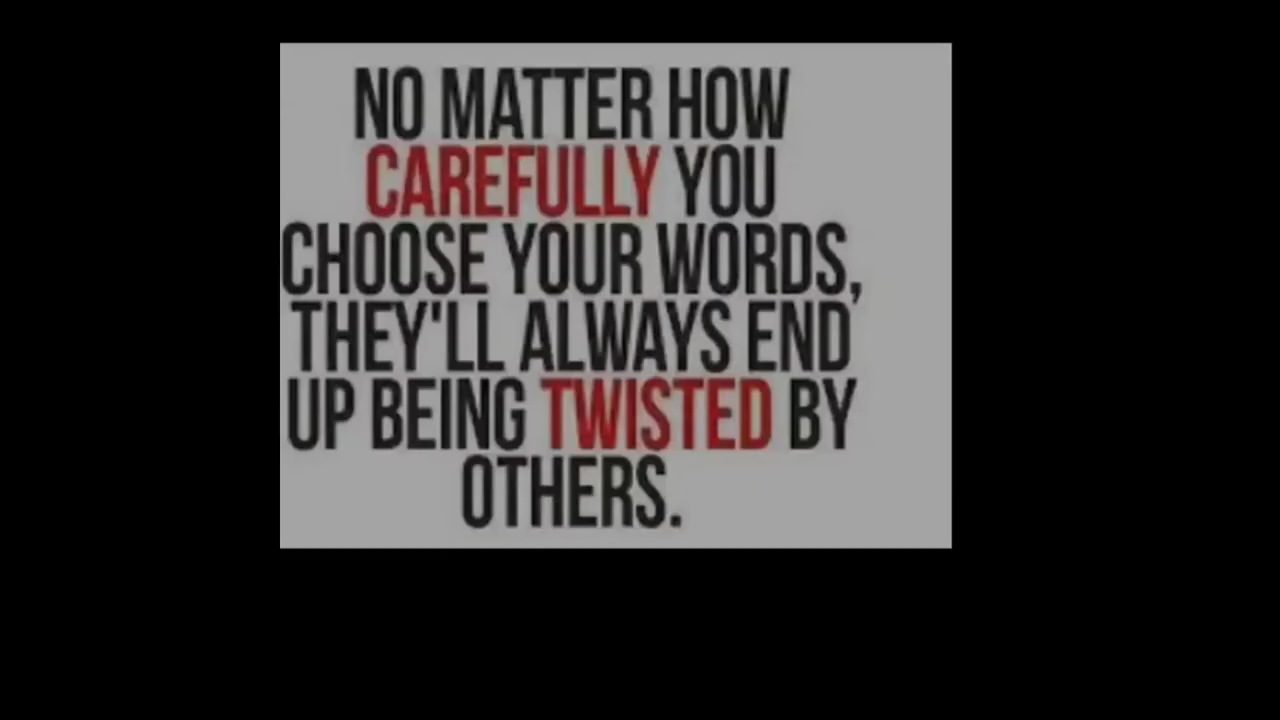 NO MATTER HOW
CAREFULLY YOU
CHOOSE YOUR WORDS,
THEY'LL ALWAYS END
UP BEING TWISTED BY
OTHERS.